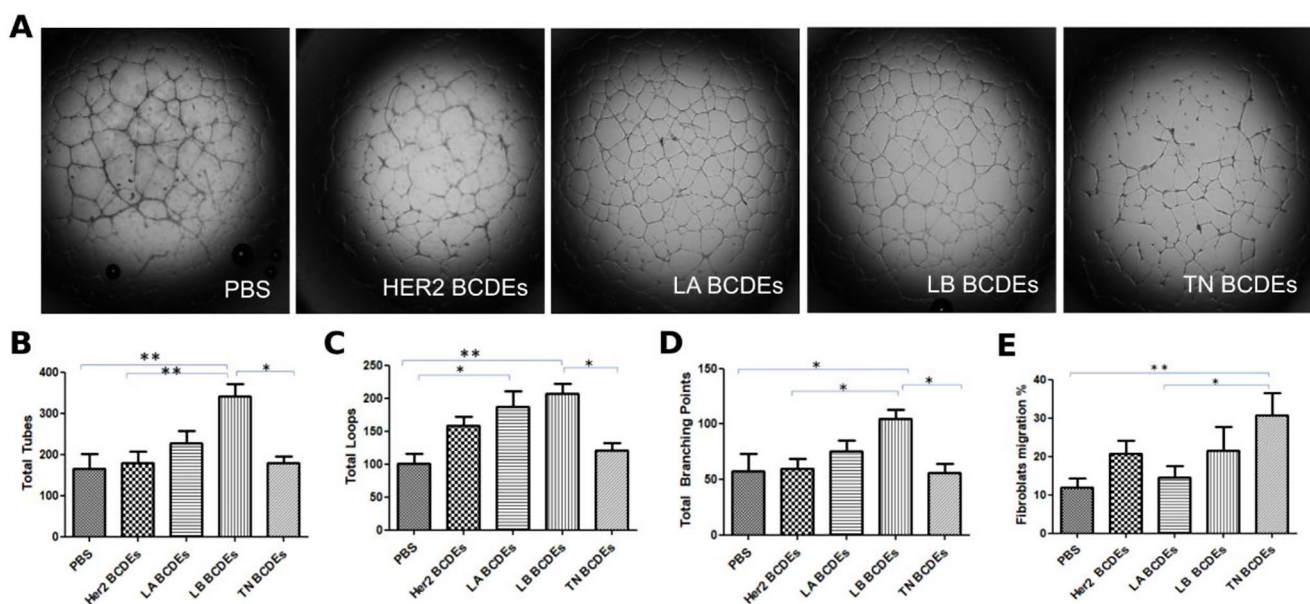 A
PBS
HER2 BCDEs
LA BCDEs
LB BCDEs
TN BCDEs
B
Total Tubes
400
300
200
100
0
**
**
*
PBS
Her2 BCDEs
LA BCDEs
LB BCDEs
TN BCDEs
C
Total Loops
250
200
150
100
50
0
**
*
*
PBS
Her2 BCDEs
LA BCDEs
LB BCDEs
TN BCDEs
D
Total Branching Points
150
100
50
0
*
*
*
PBS
Her2 BCDEs
LA BCDEs
LB BCDEs
TN BCDEs
E
Fibroblats migration %
40
30
20
10
0
**
*
PBS
Her2 BCDEs
LA BCDEs
LB BCDEs
TN BCDEs